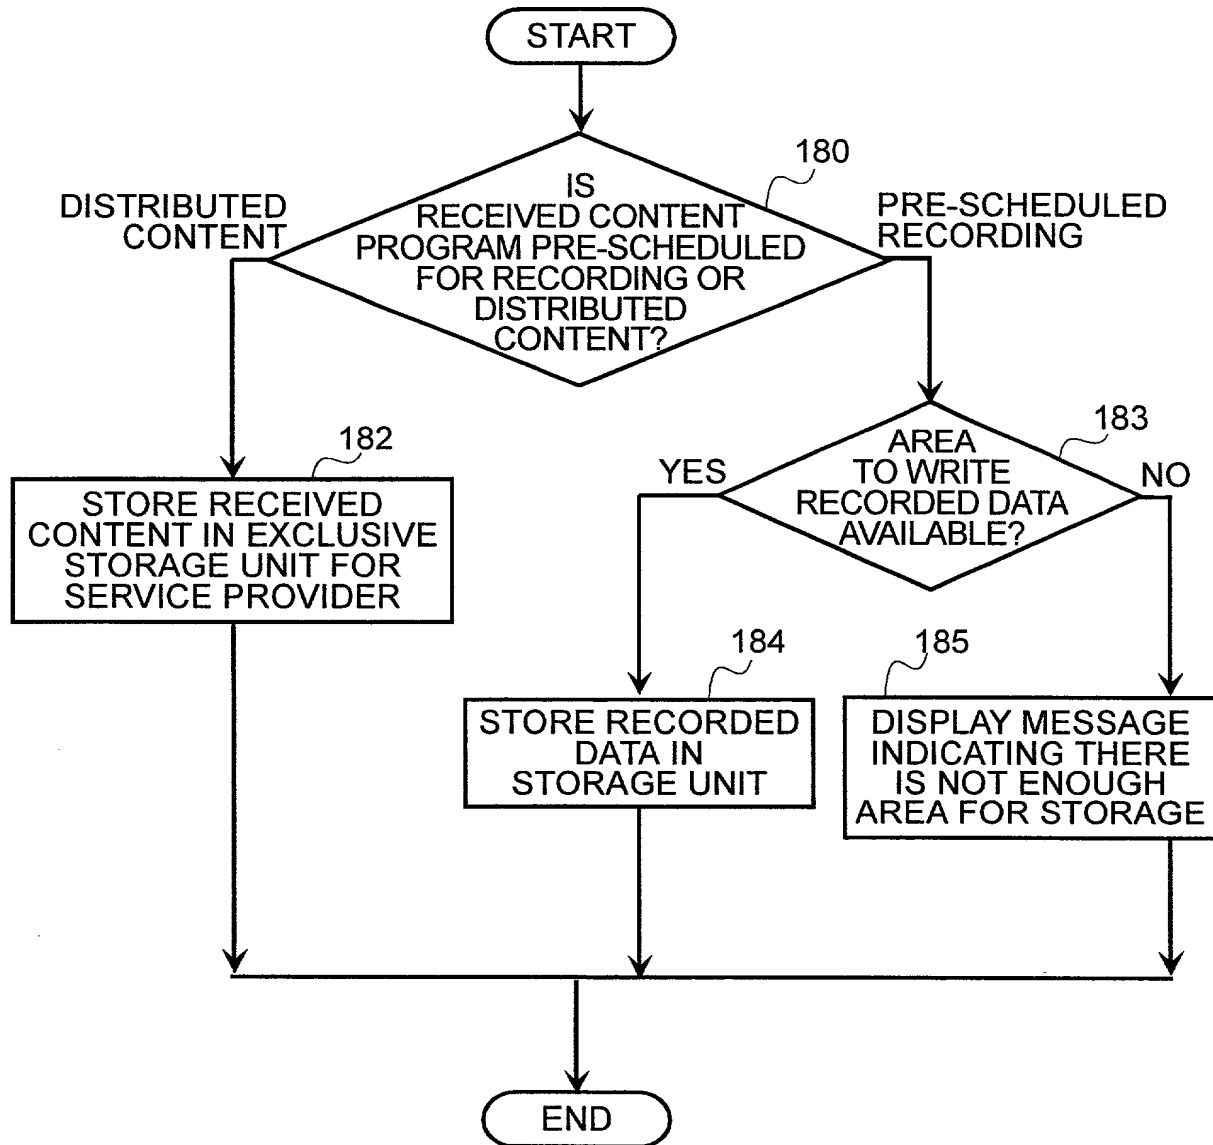 START
180
IS
RECEIVED CONTENT
PROGRAM PRE-SCHEDULED
FOR RECORDING OR
DISTRIBUTED
CONTENT?
DISTRIBUTED
CONTENT
PRE-SCHEDULED
RECORDING
182
STORE RECEIVED
CONTENT IN EXCLUSIVE
STORAGE UNIT FOR
SERVICE PROVIDER
183
AREA
TO WRITE
RECORDED DATA
AVAILABLE?
YES
NO
184
STORE RECORDED
DATA IN
STORAGE UNIT
185
DISPLAY MESSAGE
INDICATING THERE
IS NOT ENOUGH
AREA FOR STORAGE
END